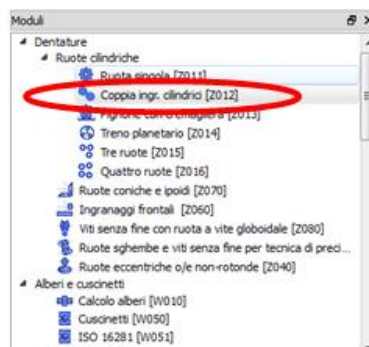 Moduli
Dentature
Ruote cilindriche
Ruota singola [Z011]
Coppia ingr. cilindrici [Z012]
Pignone con cremagliera [Z013]
Treno planetario [Z014]
Tre ruote [Z015]
Quattro ruote [Z016]
Ruote coniche e ipoidi [Z070]
Ingranaggi frontali [Z060]
Viti senza fine con ruota a vite globoidale [Z080]
Ruote sghembe e viti senza fine per tecnica di preci...
Ruote eccentriche o/e non-rotonde [Z040]
Alberi e cuscinetti
Calcolo alberi [W010]
Cuscinetti [W050]
ISO 16281 [W051]